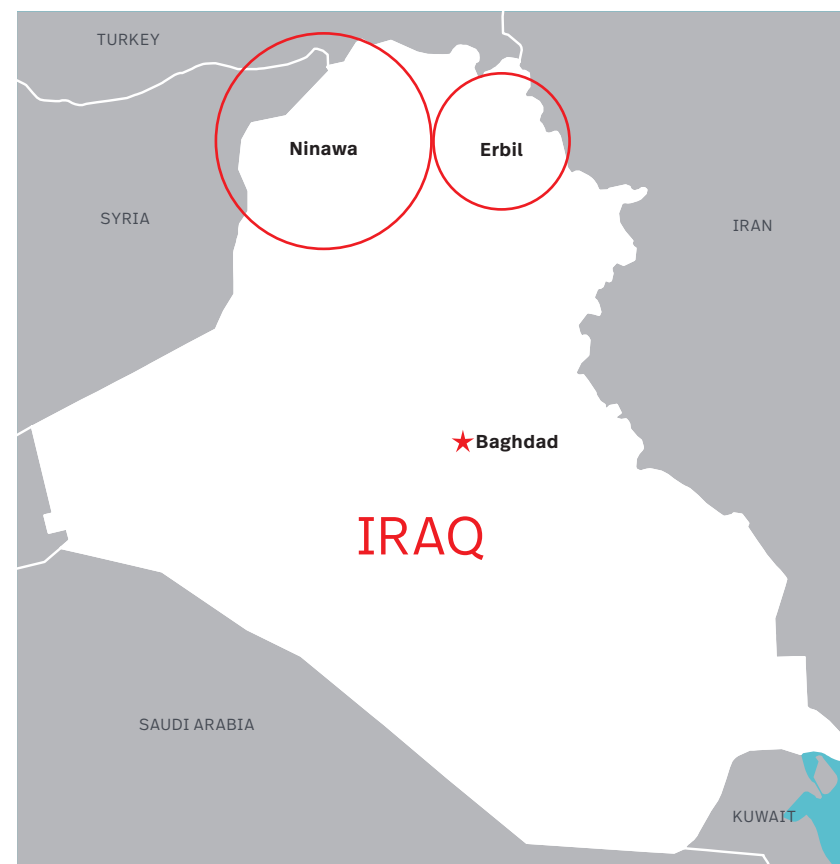 TURKEY
Ninawa
Erbil
SYRIA
IRAN
Baghdad
IRAQ
SAUDI ARABIA
KUWAIT